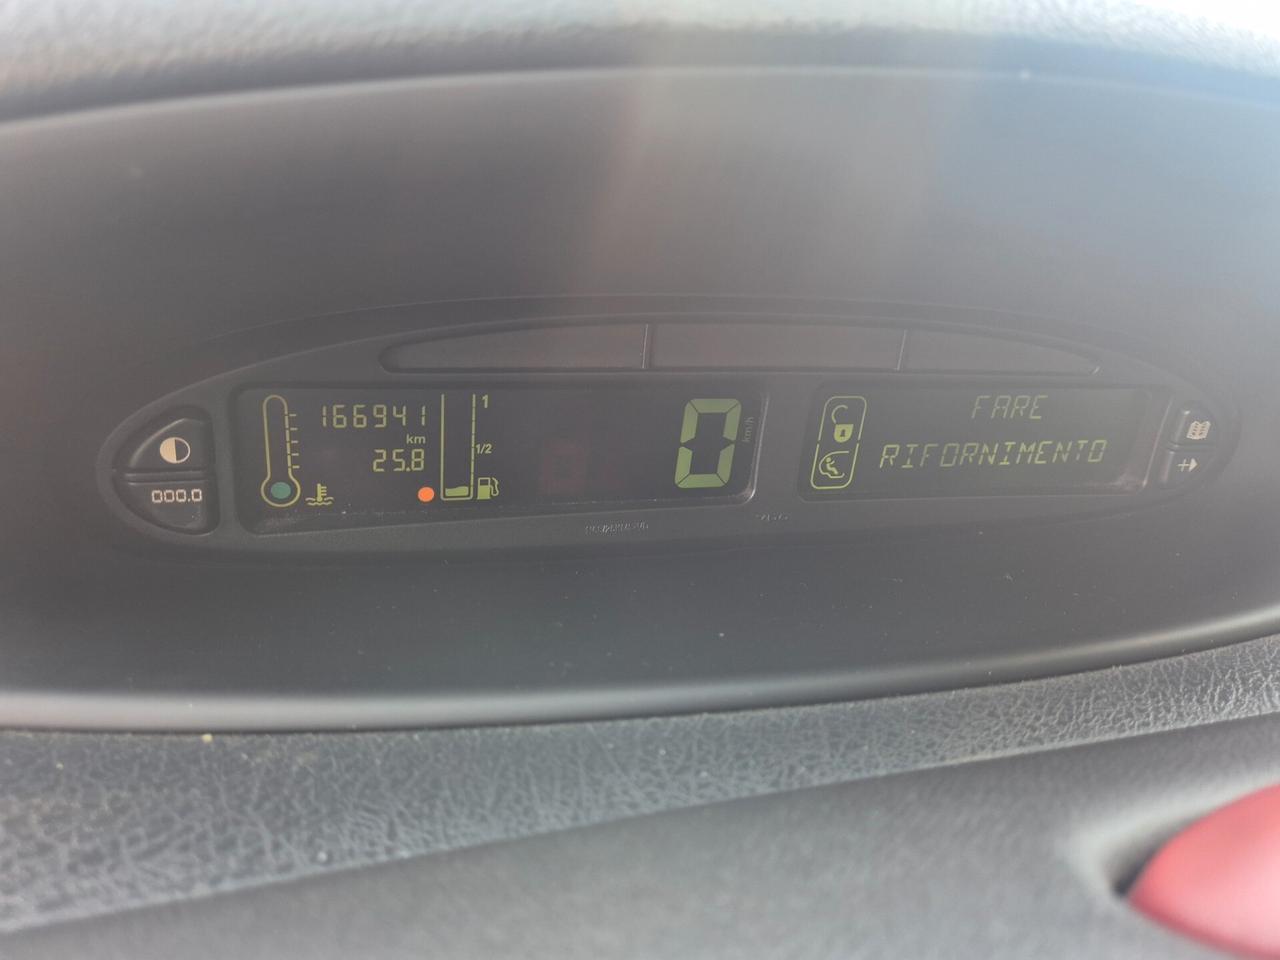 166941
km
25.8
1
1/2
0
km/h
FARE
RIFORNIMENTO
000.0